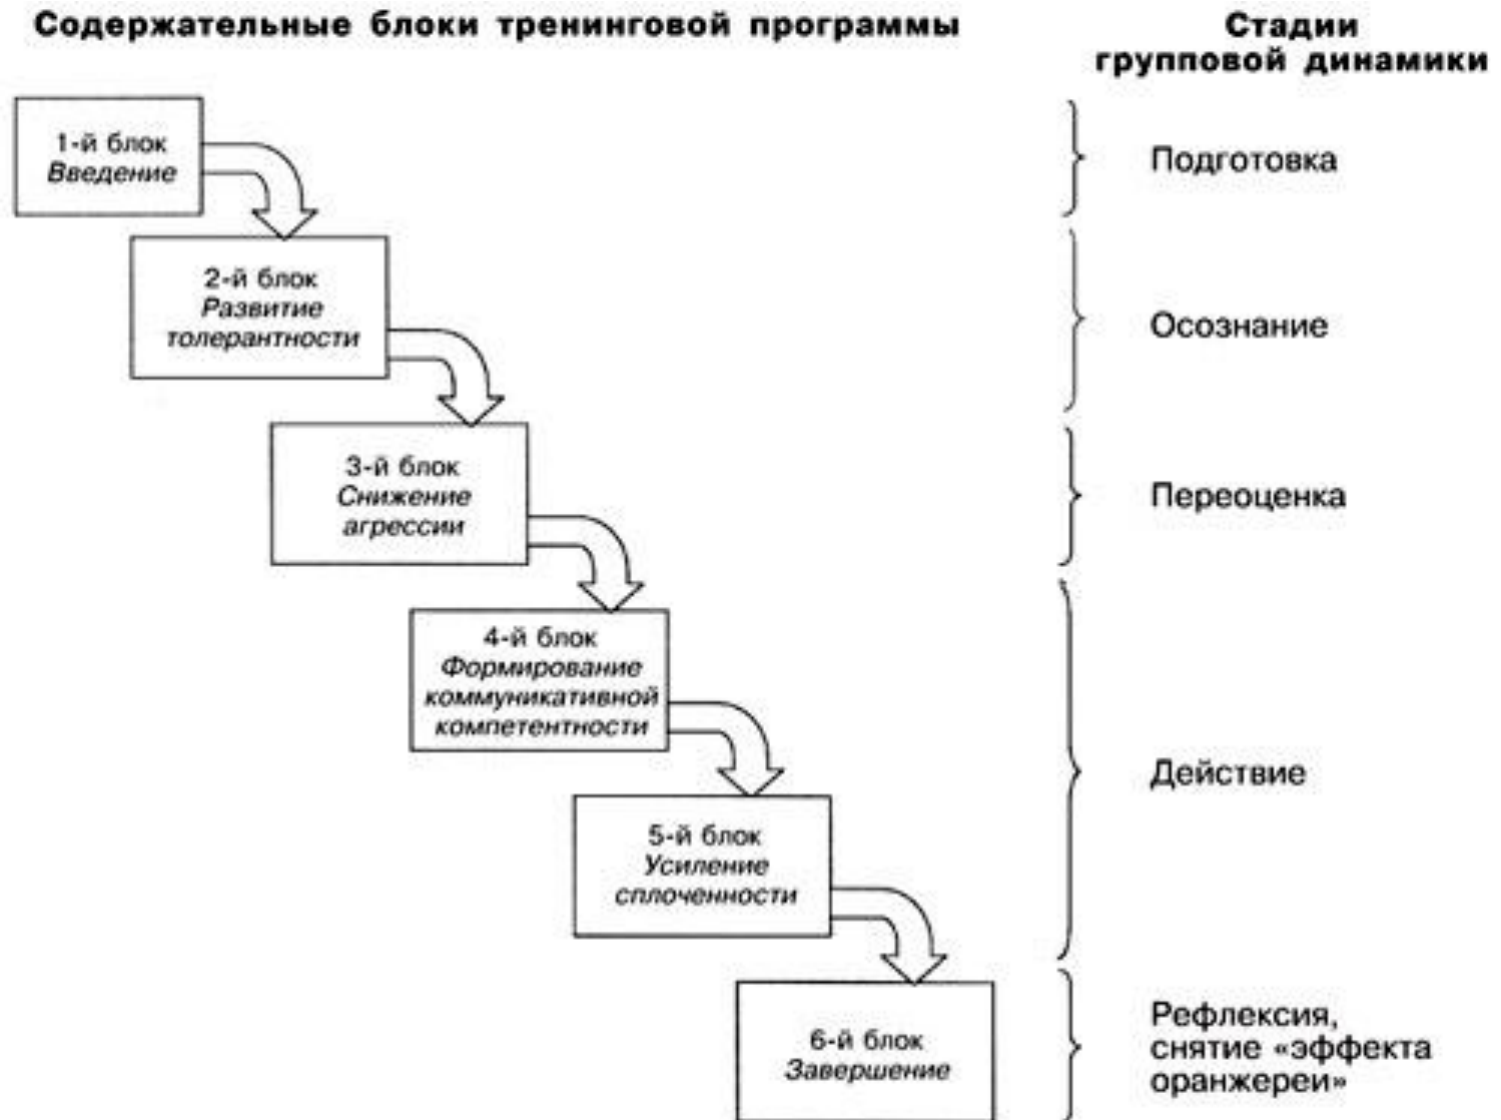 Содержательные блоки тренинговой программы
Стадии
групповой динамики
1-й блок
Введение
Подготовка
2-й блок
Развитие
толерантности
Осознание
3-й блок
Снижение
агрессии
Переоценка
4-й блок
Формирование
коммуникативной
компетентности
Действие
5-й блок
Усиление
сплоченности
6-й блок
Завершение
Рефлексия,
снятие «эффекта
оранжереи»